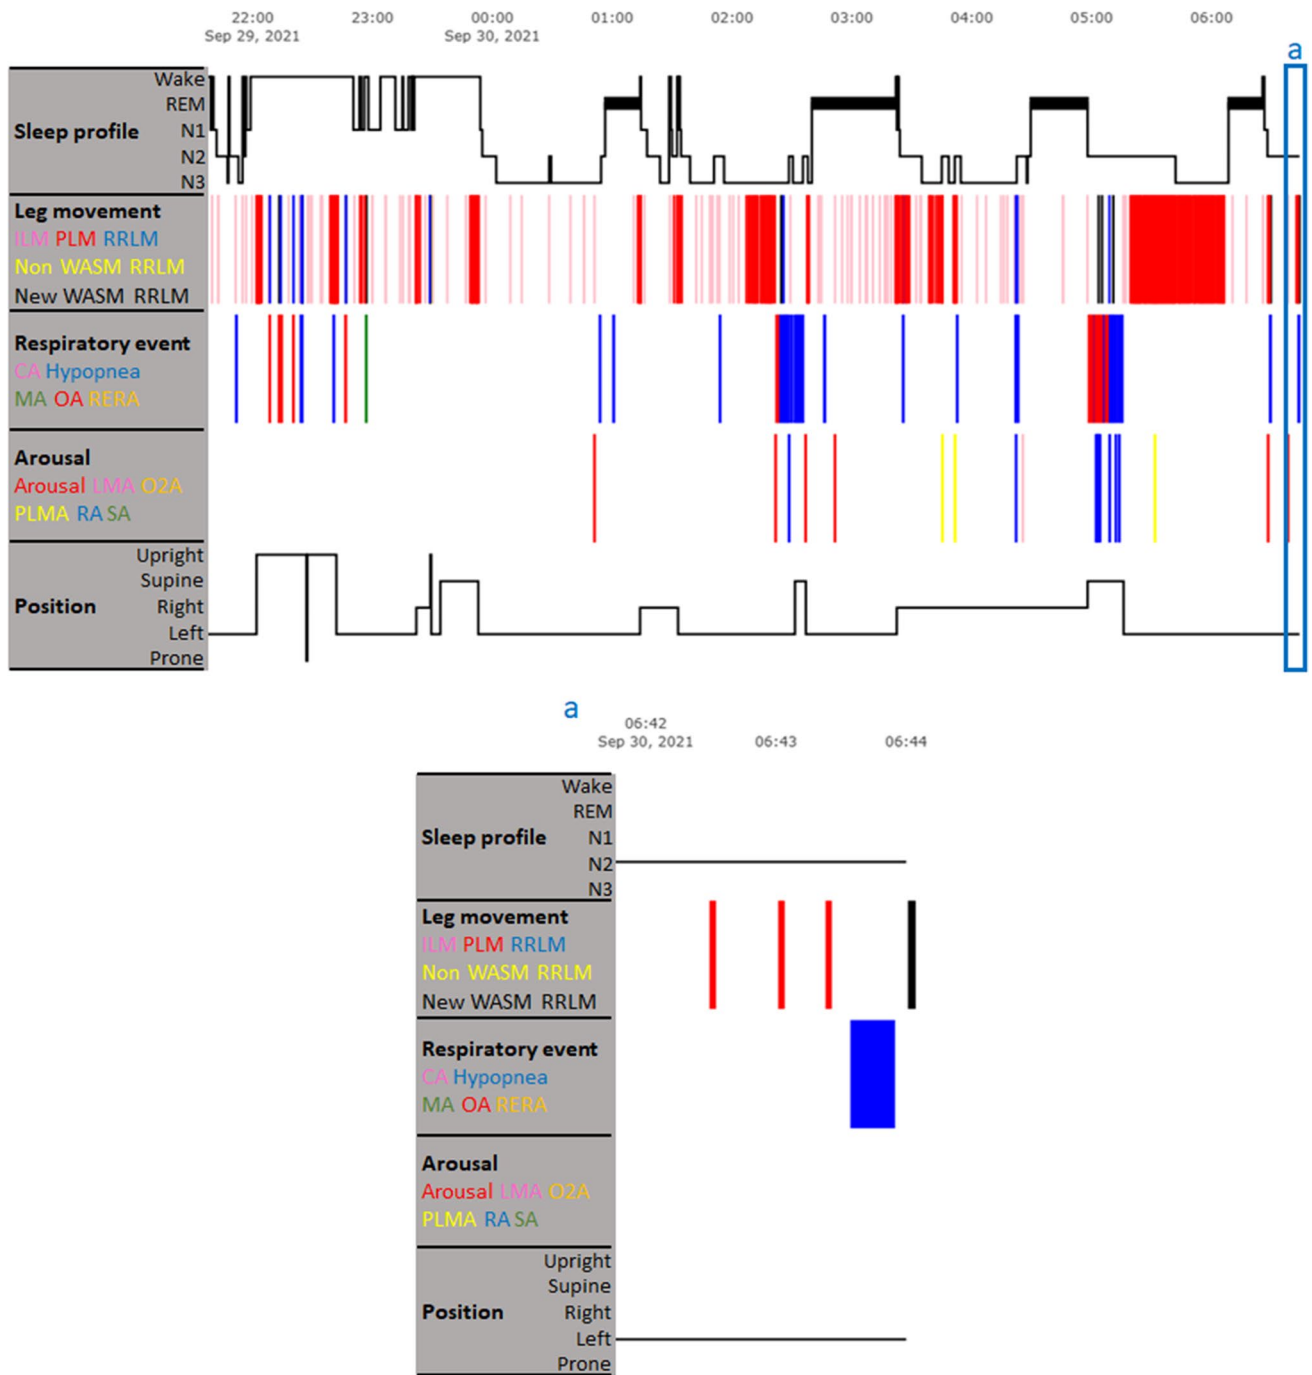 22:00 23:00 00:00 01:00 02:00 03:00 04:00 05:00 06:00
Sep 29, 2021 Sep 30, 2021
a
Wake
REM
Sleep profile N1
N2
N3
Leg movement
ILM PLM RRLM
Non WASM RRLM
New WASM RRLM
Respiratory event
CA Hypopnea
MA OA RERA
Arousal
Arousal LMA O2A
PLMA RA SA
Upright
Supine
Position Right
Left
Prone
a
06:42
Sep 30, 2021 06:43 06:44
Wake
REM
Sleep profile N1
N2
N3
Leg movement
ILM PLM RRLM
Non WASM RRLM
New WASM RRLM
Respiratory event
CA Hypopnea
MA OA RERA
Arousal
Arousal LMA O2A
PLMA RA SA
Upright
Supine
Position Right
Left
Prone